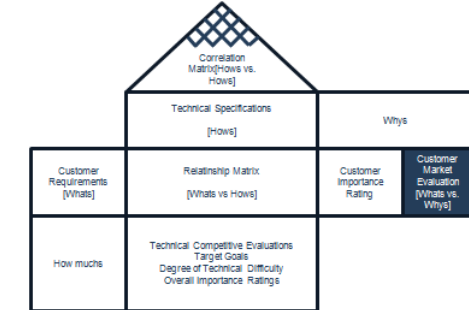 Correlation
Matrix[Hows vs.
Hows]
Technical Specifications
[Hows]
Whys
Customer
Requirements
[Whats]
Relatinship Matrix
[Whats vs Hows]
Customer
Importance
Rating
Customer
Market
Evaluation
[Whats vs.
Whys]
How muchs
Technical Competitive Evaluations
Target Goals
Degree of Technical Difficulty
Overall Importance Ratings